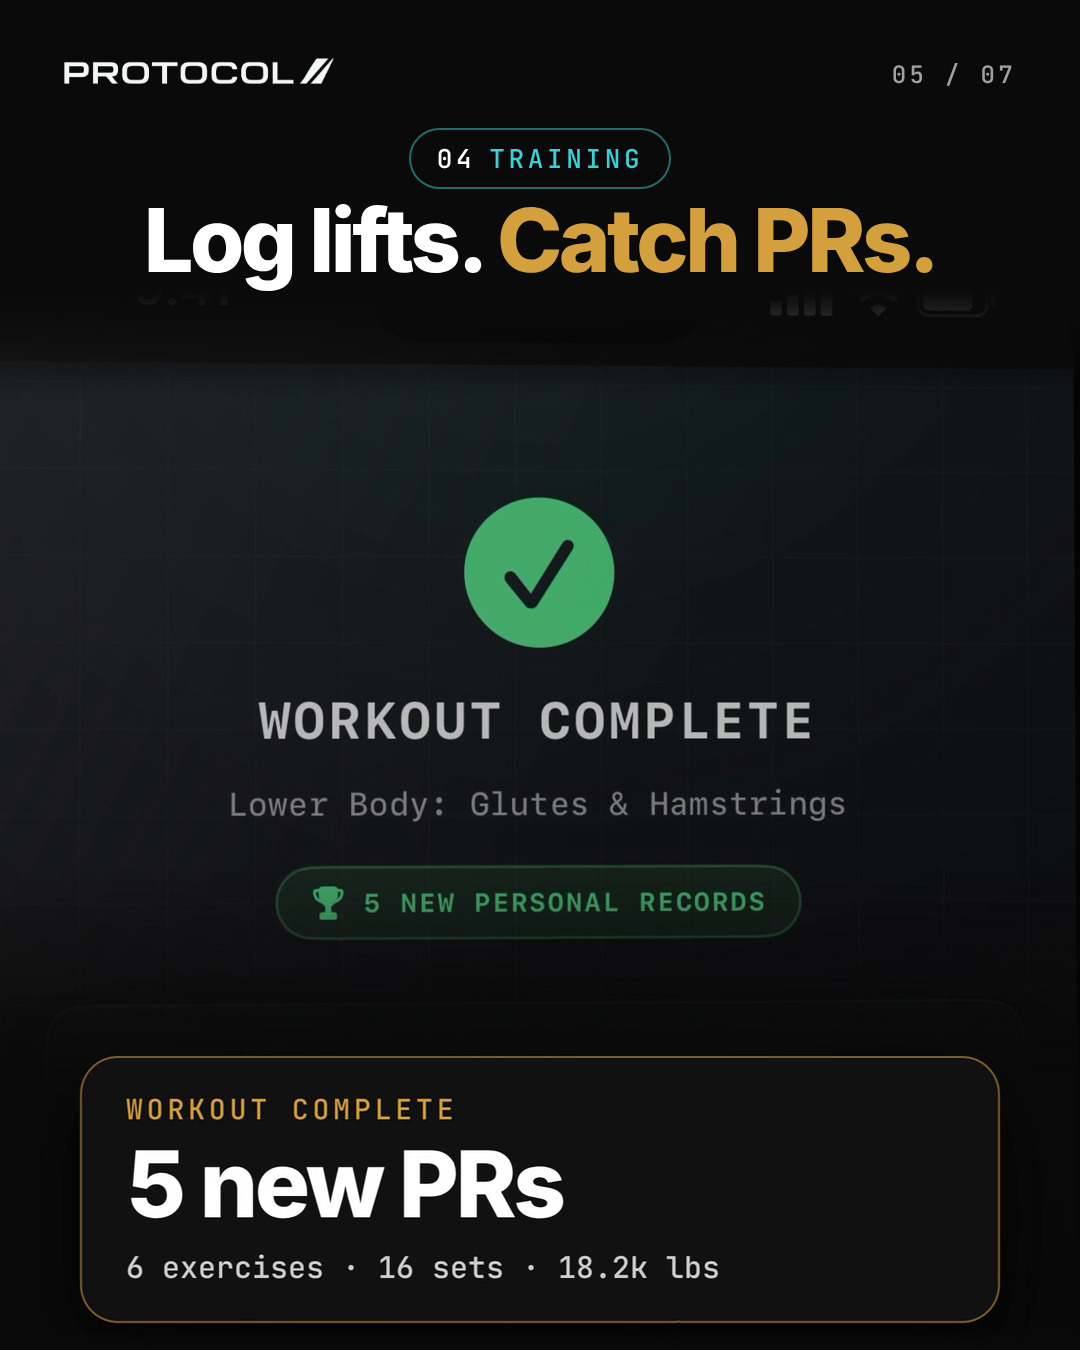 PROTOCOL
05 / 07
04 TRAINING
Log lifts. Catch PRs.
WORKOUT COMPLETE
Lower Body: Glutes & Hamstrings
5 NEW PERSONAL RECORDS
WORKOUT COMPLETE
5 new PRs
6 exercises · 16 sets · 18.2k lbs